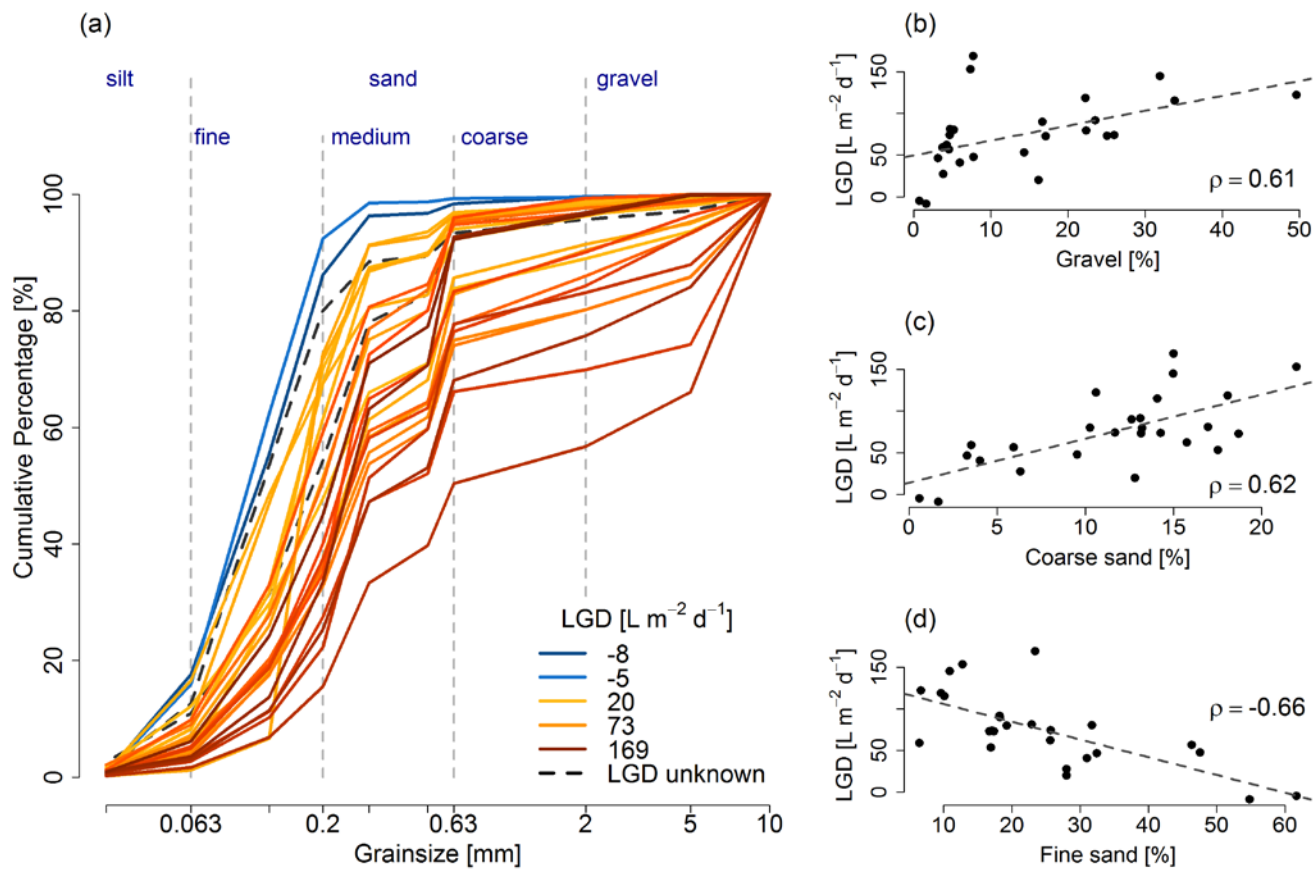 (a)
silt sand gravel
fine medium coarse
Cumulative Percentage [%]
100
80
60
40
20
0
0.063 0.2 0.63 2 5 10
Grainsize [mm]
LGD [L m⁻² d⁻¹]
-8
-5
20
73
169
LGD unknown
(b)
LGD [L m⁻² d⁻¹]
150
50
0
ρ = 0.61
0 10 20 30 40 50
Gravel [%]
(c)
LGD [L m⁻² d⁻¹]
150
50
0
ρ = 0.62
0 5 10 15 20
Coarse sand [%]
(d)
LGD [L m⁻² d⁻¹]
150
50
0
ρ = -0.66
10 20 30 40 50 60
Fine sand [%]